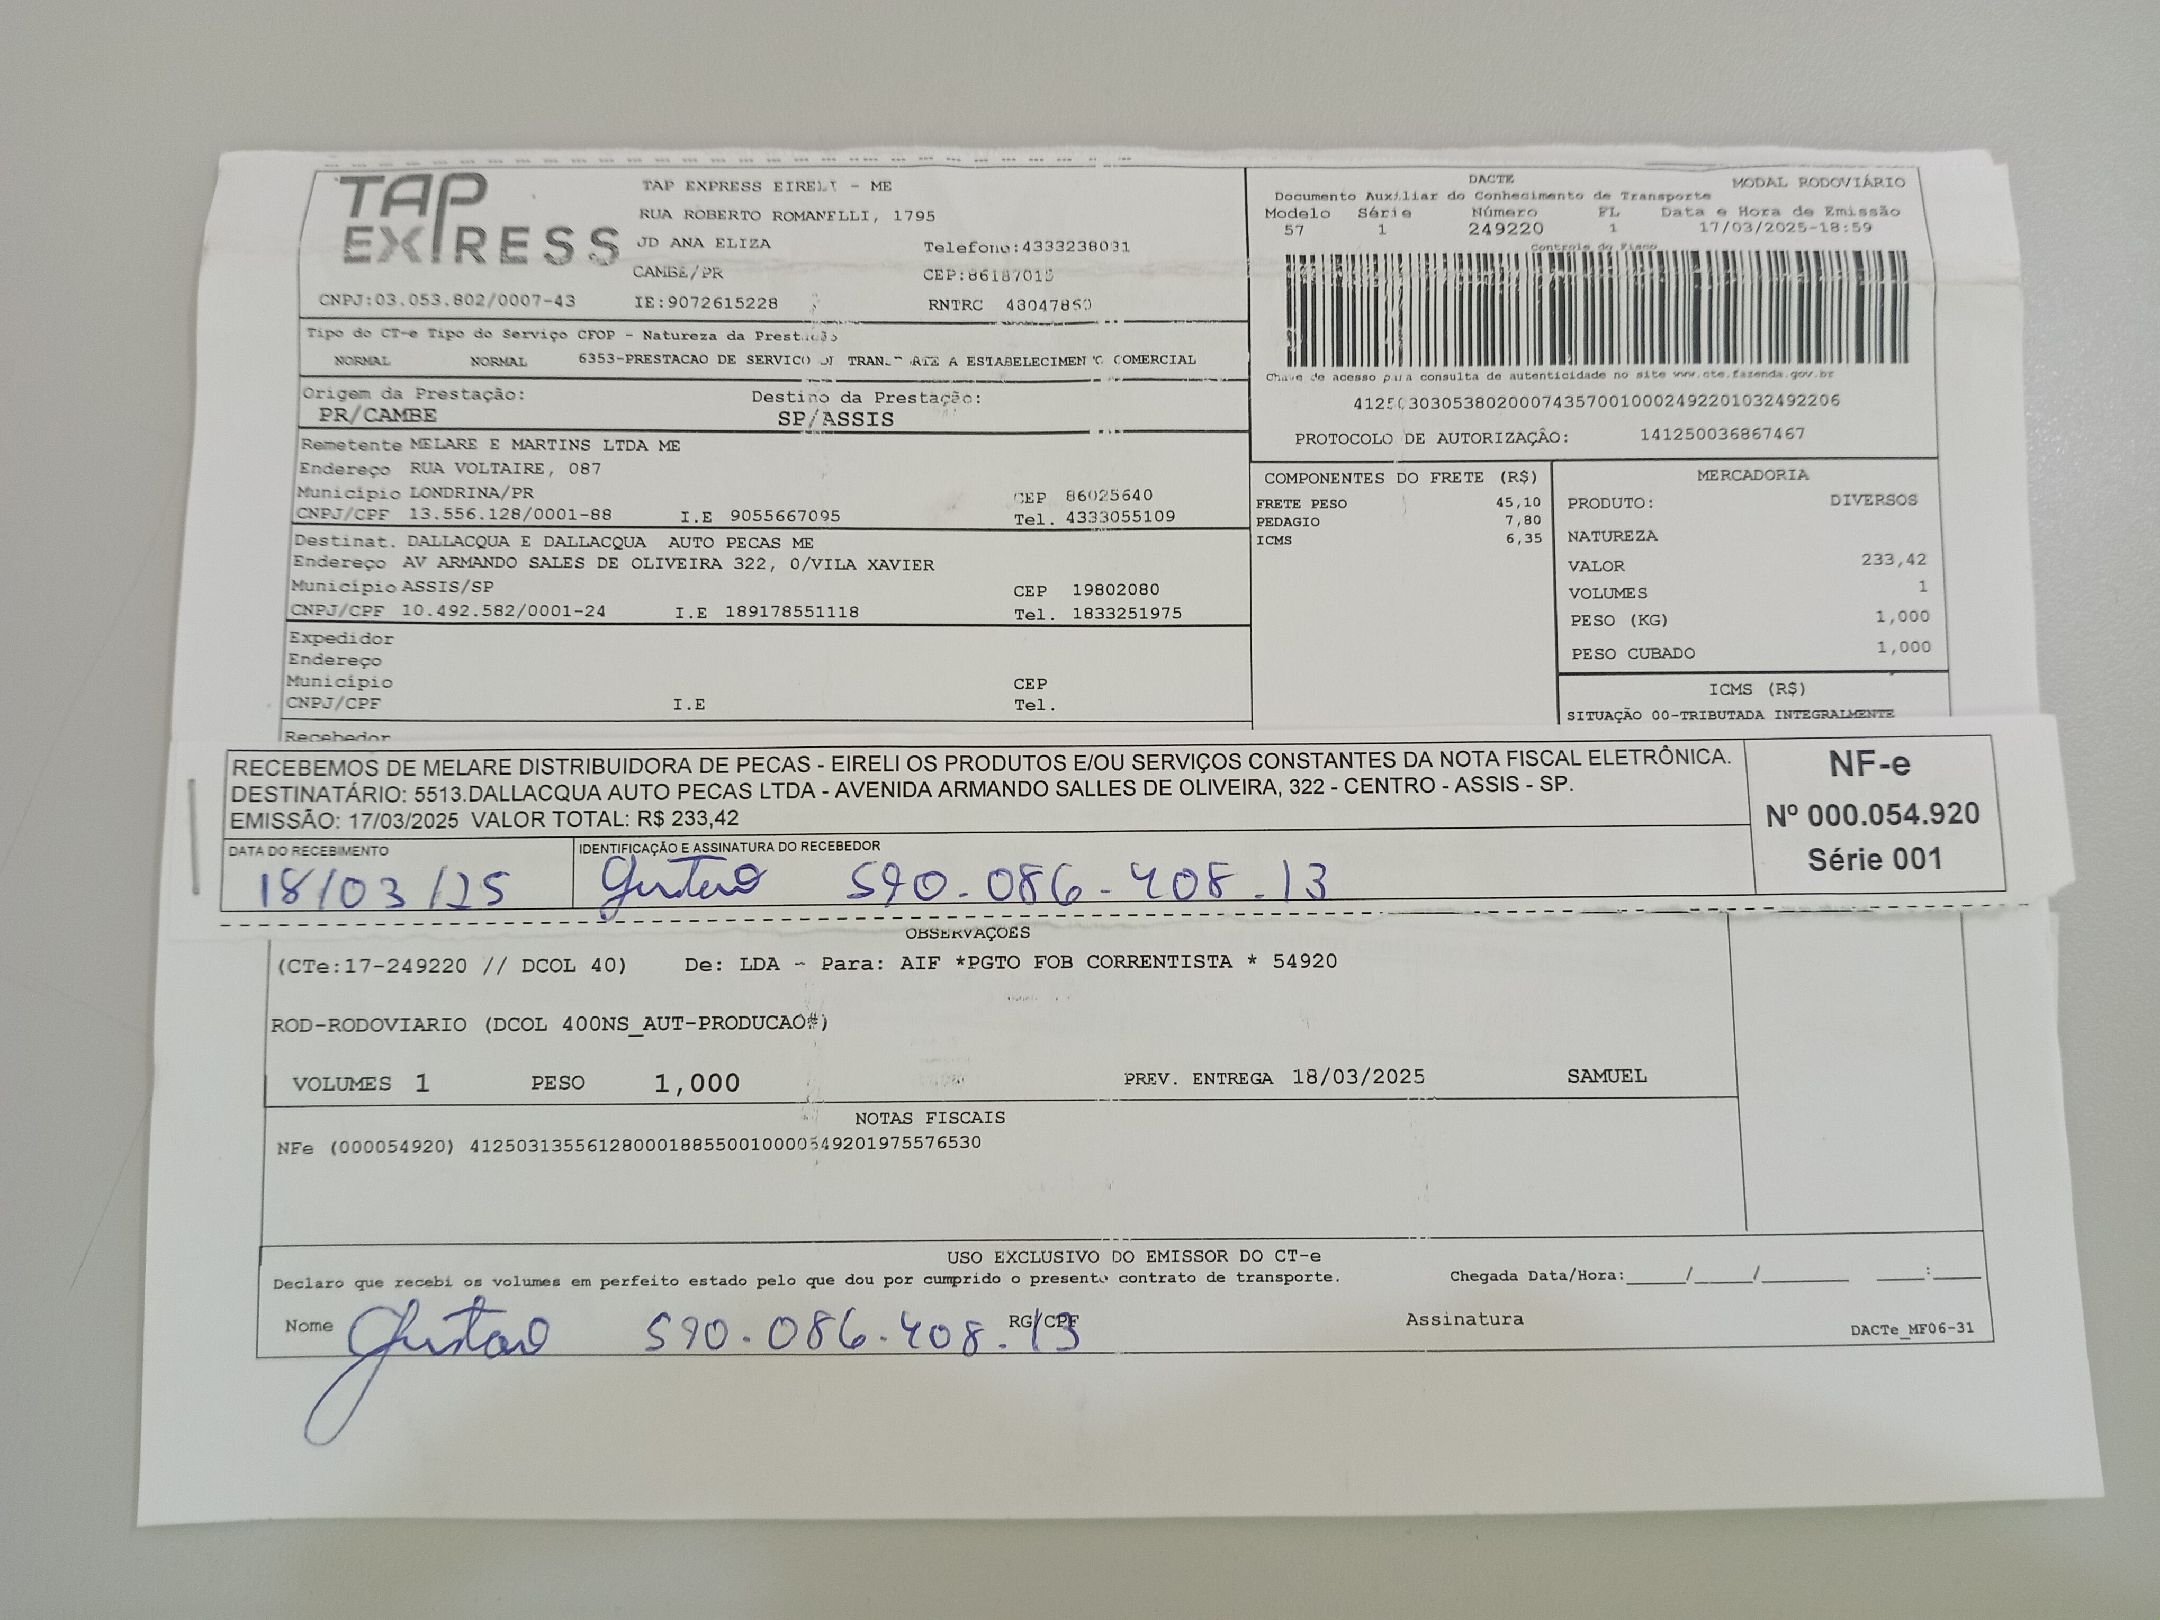 TAP EXPRESS
TAP EXPRESS EIRELI - ME
RUA ROBERTO ROMANELLI, 1795
JD ANA ELIZA Telefone:4333238031
CAMBE/PR CEP:86187015
CNPJ:03.053.802/0007-43 IE:9072615228 RNTRC 48047850
DACTE MODAL RODOVIÁRIO
Documento Auxiliar do Conhecimento de Transporte
Modelo Série Número FL Data e Hora de Emissão
57 1 249220 1 17/03/2025-18:59
Controle do Fisco
Chave de acesso para consulta de autenticidade no site www.cte.fazenda.gov.br
41250303053802000743570010002492201032492206
PROTOCOLO DE AUTORIZAÇÃO: 141250036867467
Tipo do CT-e Tipo do Serviço CFOP - Natureza da Prestação
NORMAL NORMAL 6353-PRESTACAO DE SERVICO DE TRANSPORTE A ESTABELECIMENTO COMERCIAL
Origem da Prestação: Destino da Prestação:
PR/CAMBE SP/ASSIS
Remetente MELARE E MARTINS LTDA ME
Endereço RUA VOLTAIRE, 087
Município LONDRINA/PR CEP 86025640
CNPJ/CPF 13.556.128/0001-88 I.E 9055667095 Tel. 4333055109
Destinat. DALLACQUA E DALLACQUA AUTO PECAS ME
Endereço AV ARMANDO SALES DE OLIVEIRA 322, 0/VILA XAVIER
Município ASSIS/SP CEP 19802080
CNPJ/CPF 10.492.582/0001-24 I.E 189178551118 Tel. 1833251975
Expedidor
Endereço
Município CEP
CNPJ/CPF I.E Tel.
Recebedor
COMPONENTES DO FRETE (R$)
FRETE PESO 45,10
PEDAGIO 7,80
ICMS 6,35
MERCADORIA
PRODUTO: DIVERSOS
NATUREZA
VALOR 233,42
VOLUMES 1
PESO (KG) 1,000
PESO CUBADO 1,000
ICMS (R$)
SITUAÇÃO 00-TRIBUTADA INTEGRALMENTE
RECEBEMOS DE MELARE DISTRIBUIDORA DE PECAS - EIRELI OS PRODUTOS E/OU SERVIÇOS CONSTANTES DA NOTA FISCAL ELETRÔNICA.
DESTINATÁRIO: 5513.DALLACQUA AUTO PECAS LTDA - AVENIDA ARMANDO SALLES DE OLIVEIRA, 322 - CENTRO - ASSIS - SP.
EMISSÃO: 17/03/2025 VALOR TOTAL: R$ 233,42
NF-e
Nº 000.054.920
Série 001
DATA DO RECEBIMENTO IDENTIFICAÇÃO E ASSINATURA DO RECEBEDOR
18/03/25 Gustavo 590.086.408.13
OBSERVAÇOES
(CTe:17-249220 // DCOL 40) De: LDA - Para: AIF *PGTO FOB CORRENTISTA * 54920
ROD-RODOVIARIO (DCOL 400NS_AUT-PRODUCAO#)
VOLUMES 1 PESO 1,000 PREV. ENTREGA 18/03/2025 SAMUEL
NOTAS FISCAIS
NFe (000054920) 41250313556128000188550010000549201975576530
USO EXCLUSIVO DO EMISSOR DO CT-e
Declaro que recebi os volumes em perfeito estado pelo que dou por cumprido o presente contrato de transporte. Chegada Data/Hora:____/____/______ ___:___
Nome Gustavo 590.086.408.13 RG/CPF Assinatura
DACTe_MF06-31